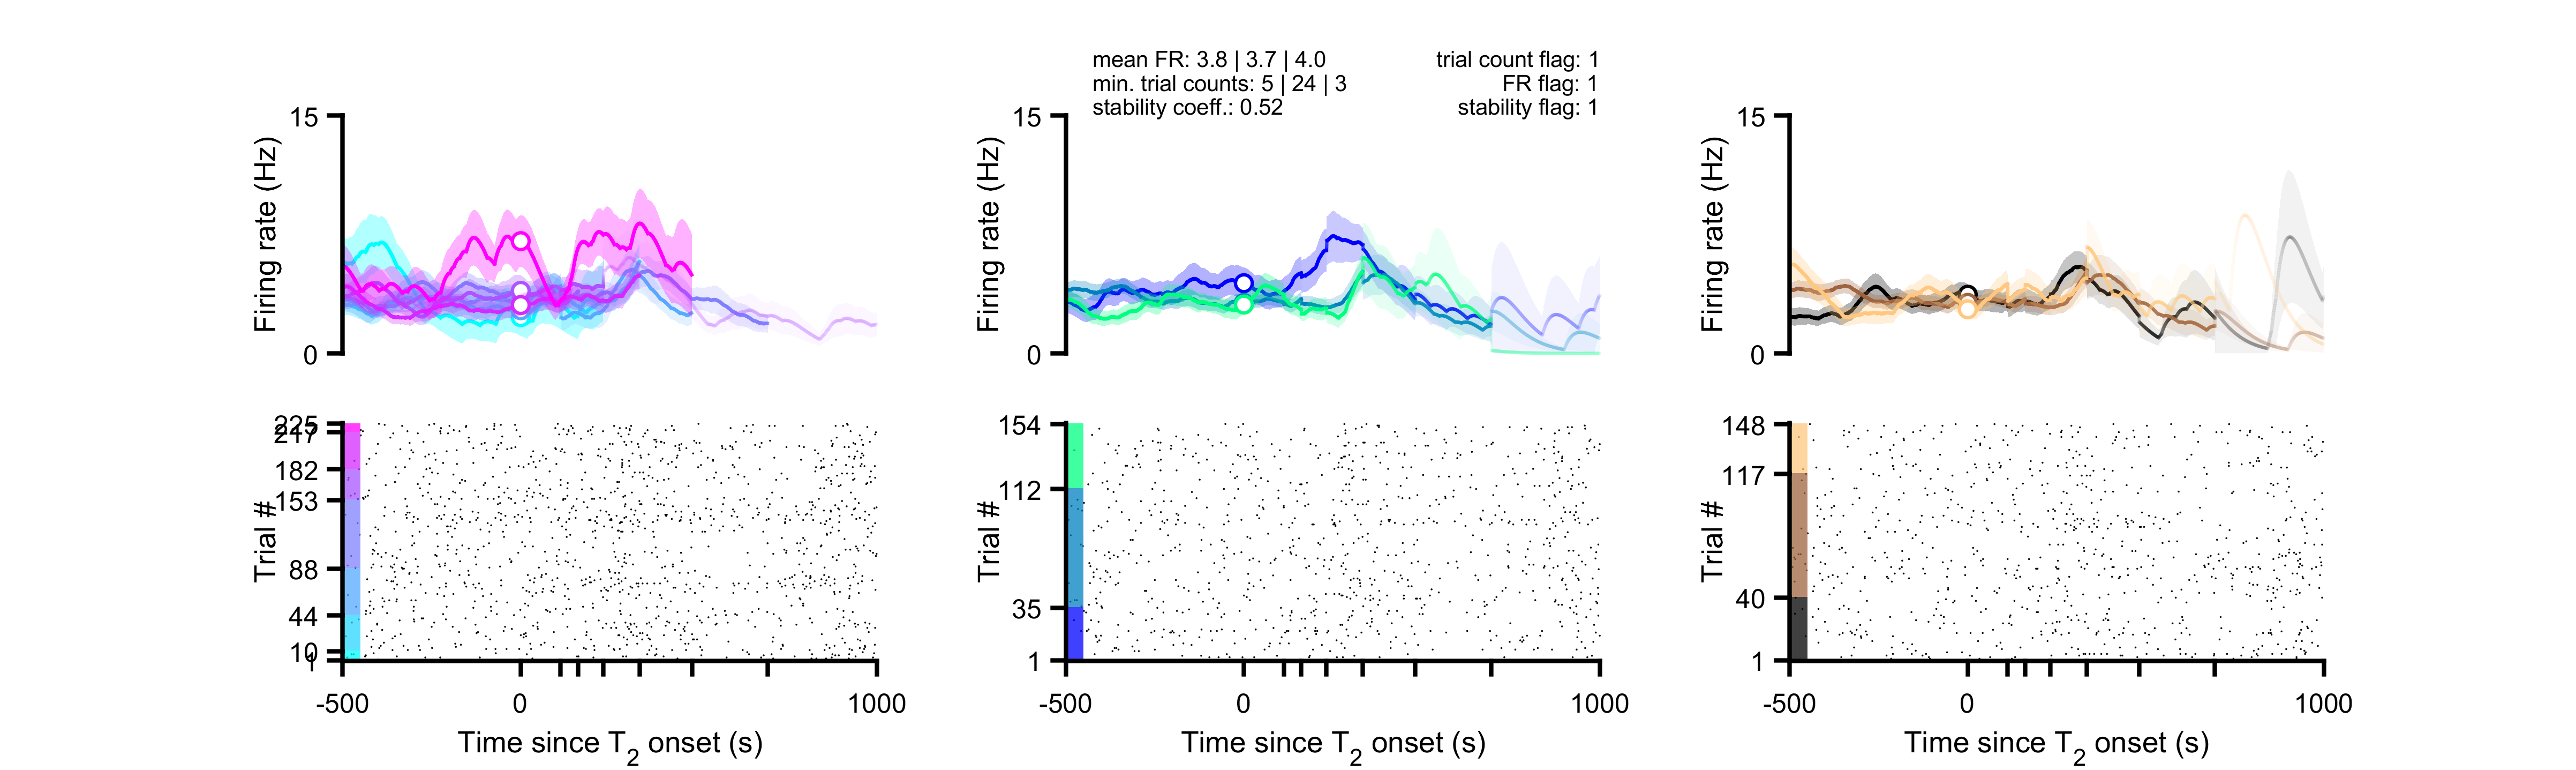 mean FR: 3.8 | 3.7 | 4.0
min. trial counts: 5 | 24 | 3
stability coeff.: 0.52
trial count flag: 1
FR flag: 1
stability flag: 1
15
Firing rate (Hz)
0
15
Firing rate (Hz)
0
15
Firing rate (Hz)
0
225
217
182
153
88
44
10
1
Trial #
-500
0
1000
Time since T2 onset (s)
154
112
35
1
Trial #
-500
0
1000
Time since T2 onset (s)
148
117
40
1
Trial #
-500
0
1000
Time since T2 onset (s)